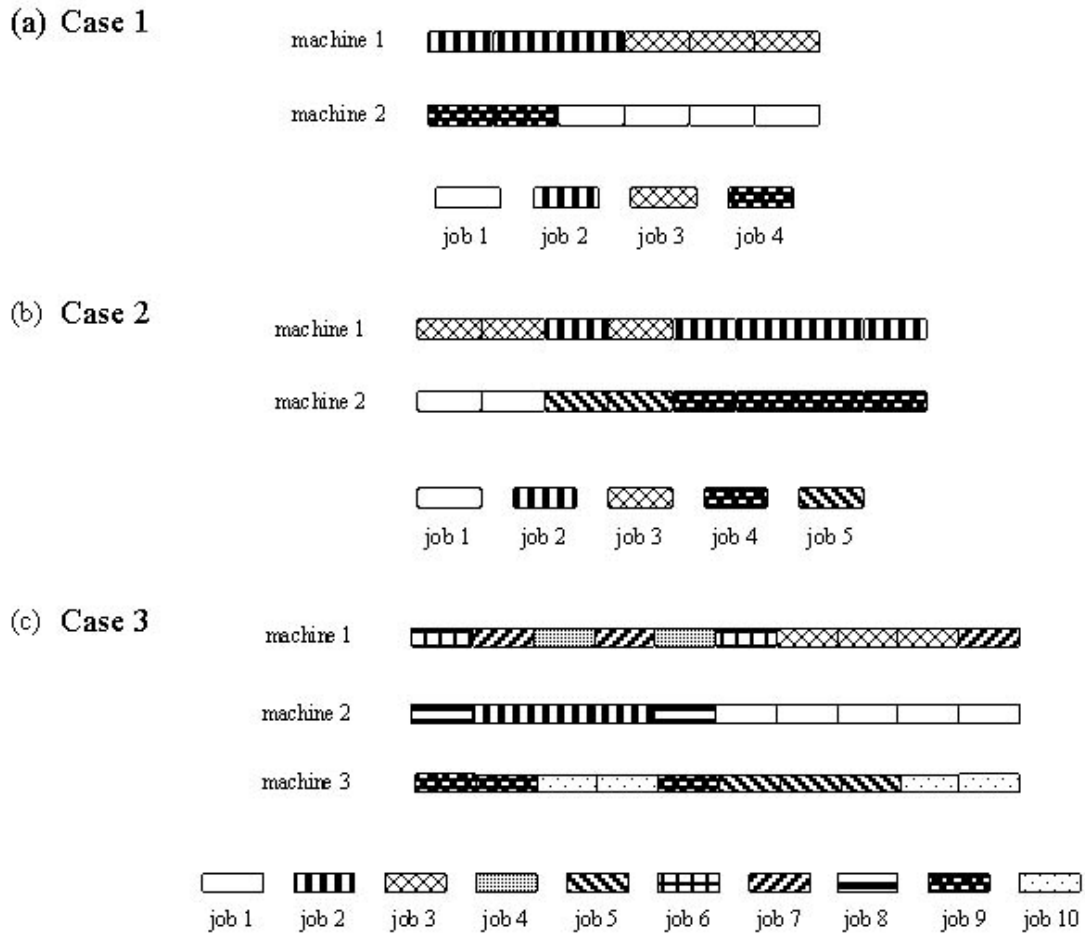 (a) Case 1
machine 1
machine 2
job 1 job 2 job 3 job 4
(b) Case 2
machine 1
machine 2
job 1 job 2 job 3 job 4 job 5
(c) Case 3
machine 1
machine 2
machine 3
job 1 job 2 job 3 job 4 job 5 job 6 job 7 job 8 job 9 job 10